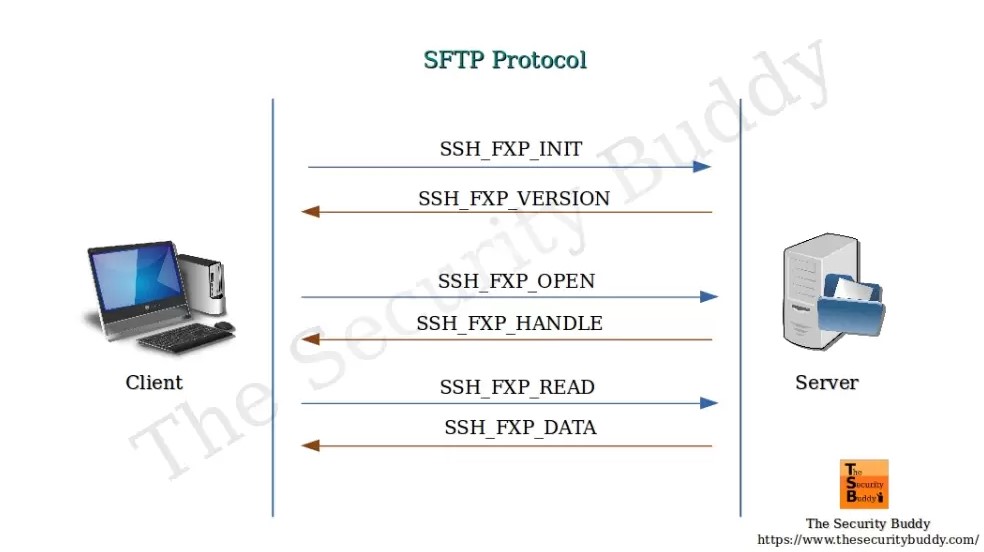 SFTP Protocol
SSH_FXP_INIT
SSH_FXP_VERSION
SSH_FXP_OPEN
SSH_FXP_HANDLE
Client
Server
SSH_FXP_READ
SSH_FXP_DATA
The Security Buddy
The
Security
Buddy
The Security Buddy
https://www.thesecuritybuddy.com/